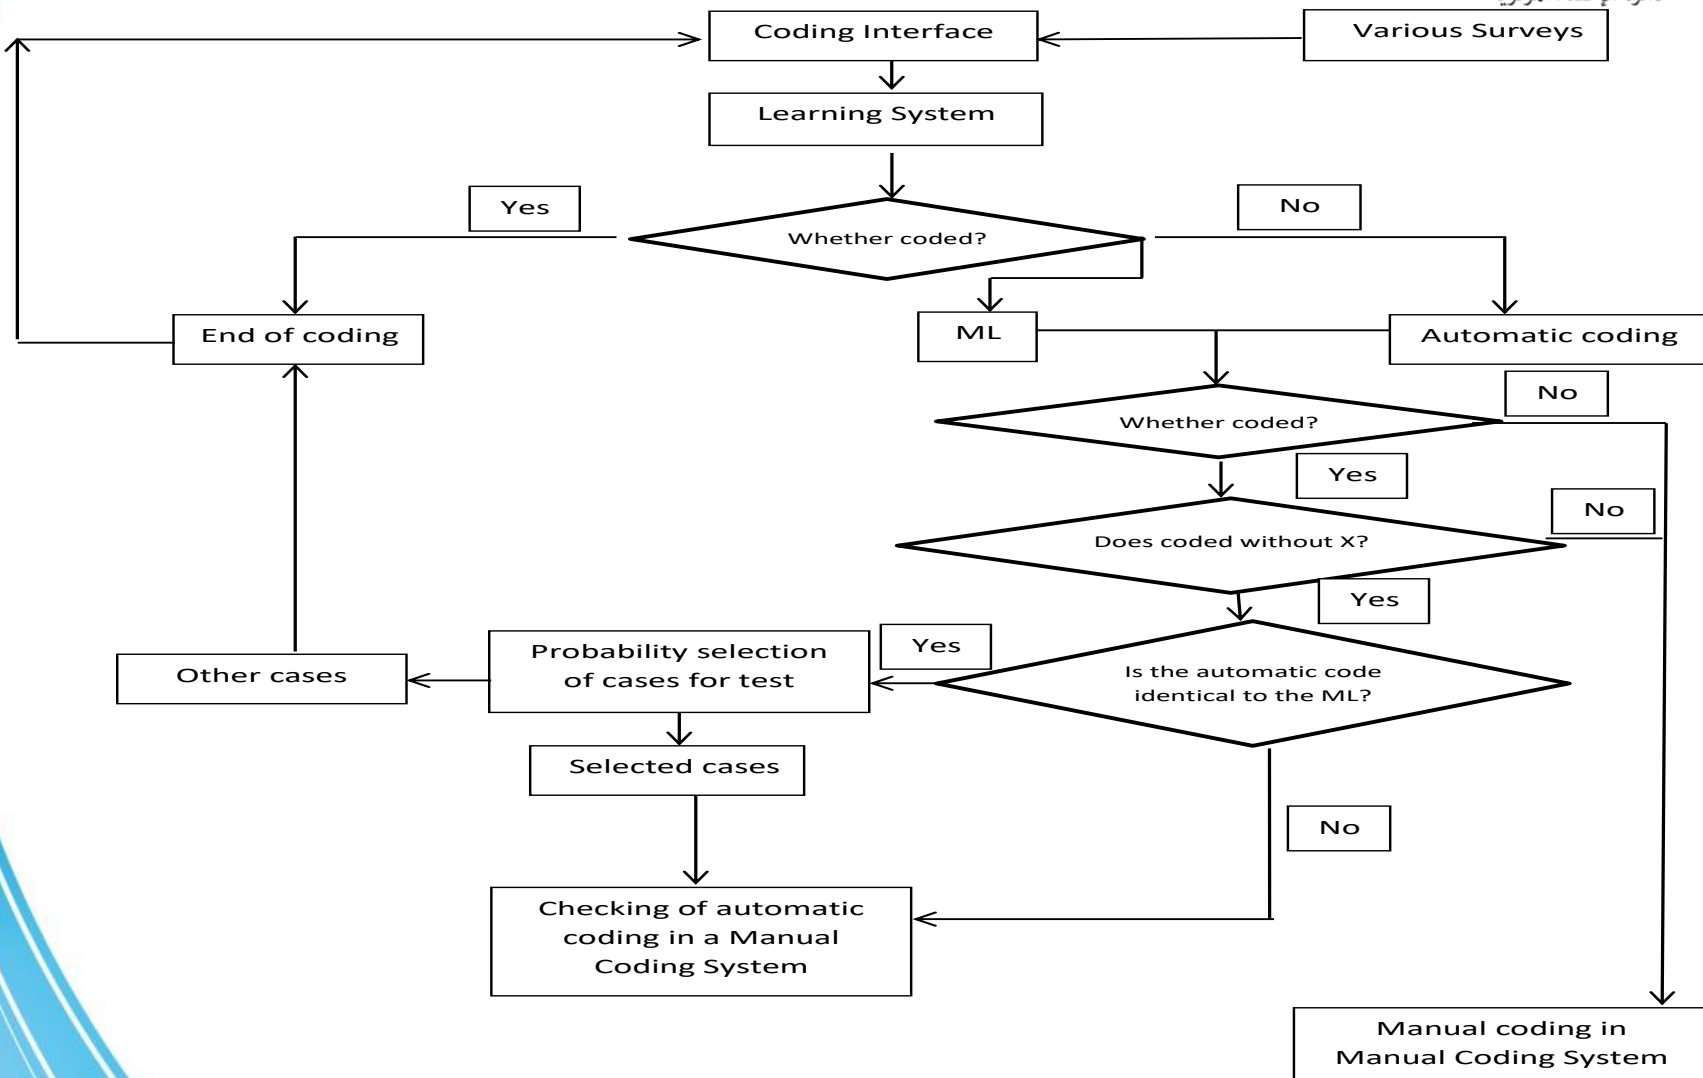 Coding Interface
Various Surveys
Learning System
Yes
No
Whether coded?
End of coding
ML
Automatic coding
No
Whether coded?
Yes
No
Does coded without X?
Yes
Yes
Probability selection
of cases for test
Other cases
Is the automatic code
identical to the ML?
Selected cases
No
Checking of automatic
coding in a Manual
Coding System
Manual coding in
Manual Coding System